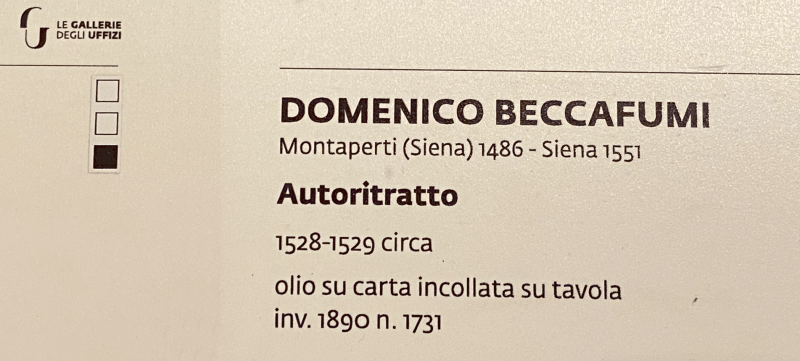 LE GALLERIE
DEGLI UFFIZI
DOMENICO BECCAFUMI
Montaperti (Siena) 1486 - Siena 1551
Autoritratto
1528-1529 circa
olio su carta incollata su tavola
inv. 1890 n. 1731